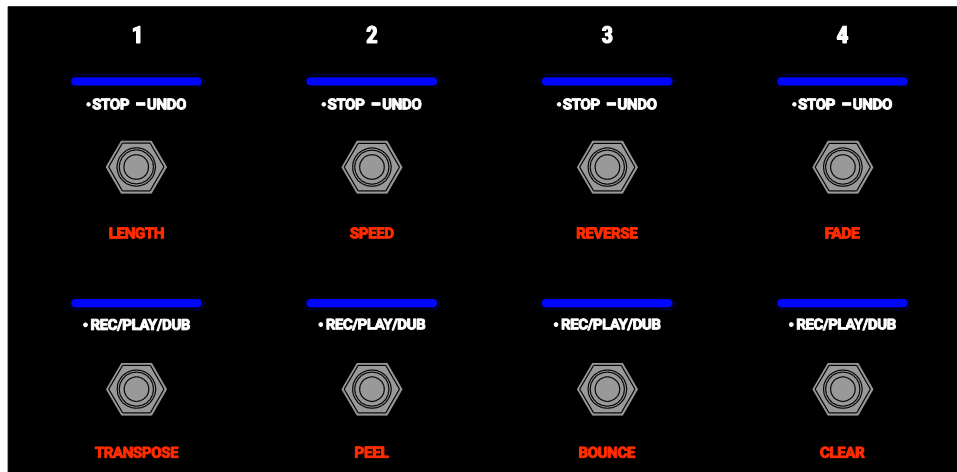 1 2 3 4
•STOP –UNDO •STOP –UNDO •STOP –UNDO •STOP –UNDO
LENGTH SPEED REVERSE FADE
•REC/PLAY/DUB •REC/PLAY/DUB •REC/PLAY/DUB •REC/PLAY/DUB
TRANSPOSE PEEL BOUNCE CLEAR